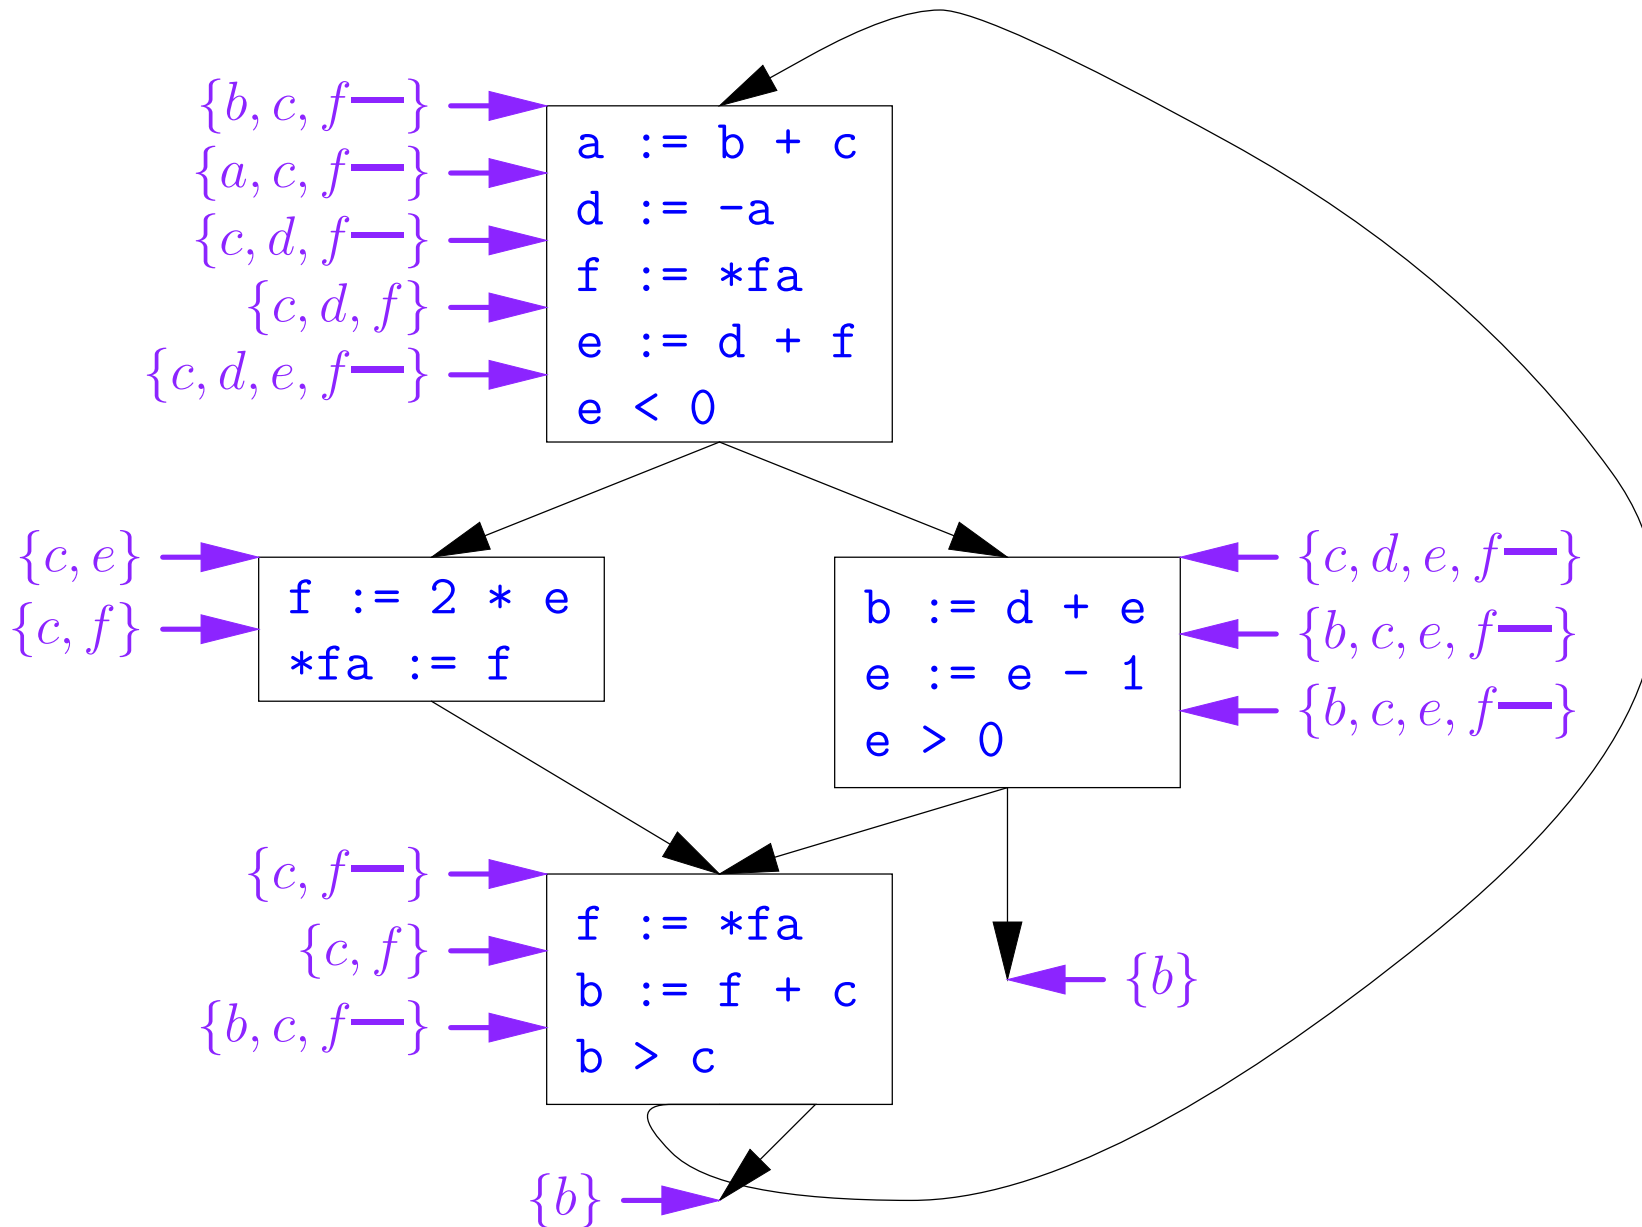 {b, c, f—}
{a, c, f—}
{c, d, f—}
{c, d, f}
{c, d, e, f—}
a := b + c
d := -a
f := *fa
e := d + f
e < 0
{c, e}
{c, f}
f := 2 * e
*fa := f
b := d + e
e := e - 1
e > 0
{c, d, e, f—}
{b, c, e, f—}
{b, c, e, f—}
{c, f—}
{c, f}
{b, c, f—}
f := *fa
b := f + c
b > c
{b}
{b}